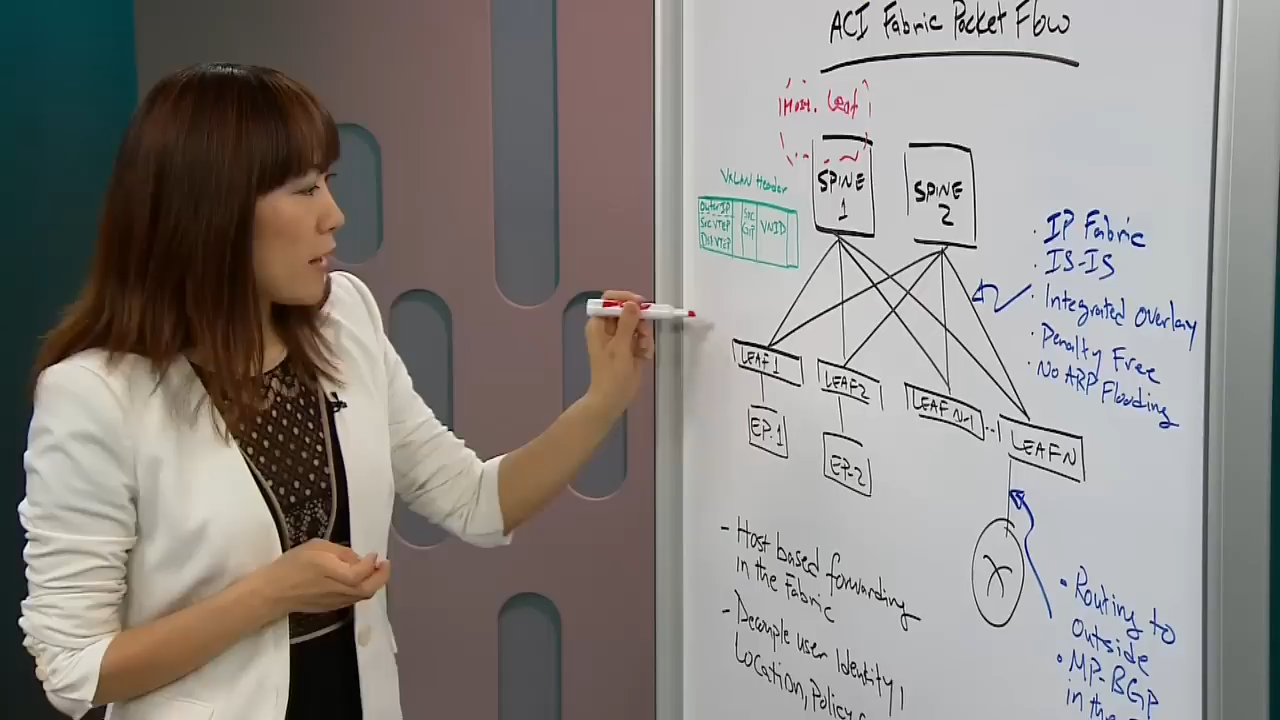 ACI Fabric Packet Flow
Host. Leaf
VXLAN Header
Outer IP
Src VTEP
Dst VTEP
Src
Grp
VNID
SPINE
1
SPINE
2
· IP Fabric
· IS-IS
· Integrated overlay
· Penalty Free
· No ARP Flooding
LEAF 1
LEAF 2
LEAF N-1
LEAF N
EP-1
EP-2
X
- Host based forwarding
in the Fabric
- Decouple user Identity,
Location, Policy
• Routing to
Outside
• MP-BGP
in the